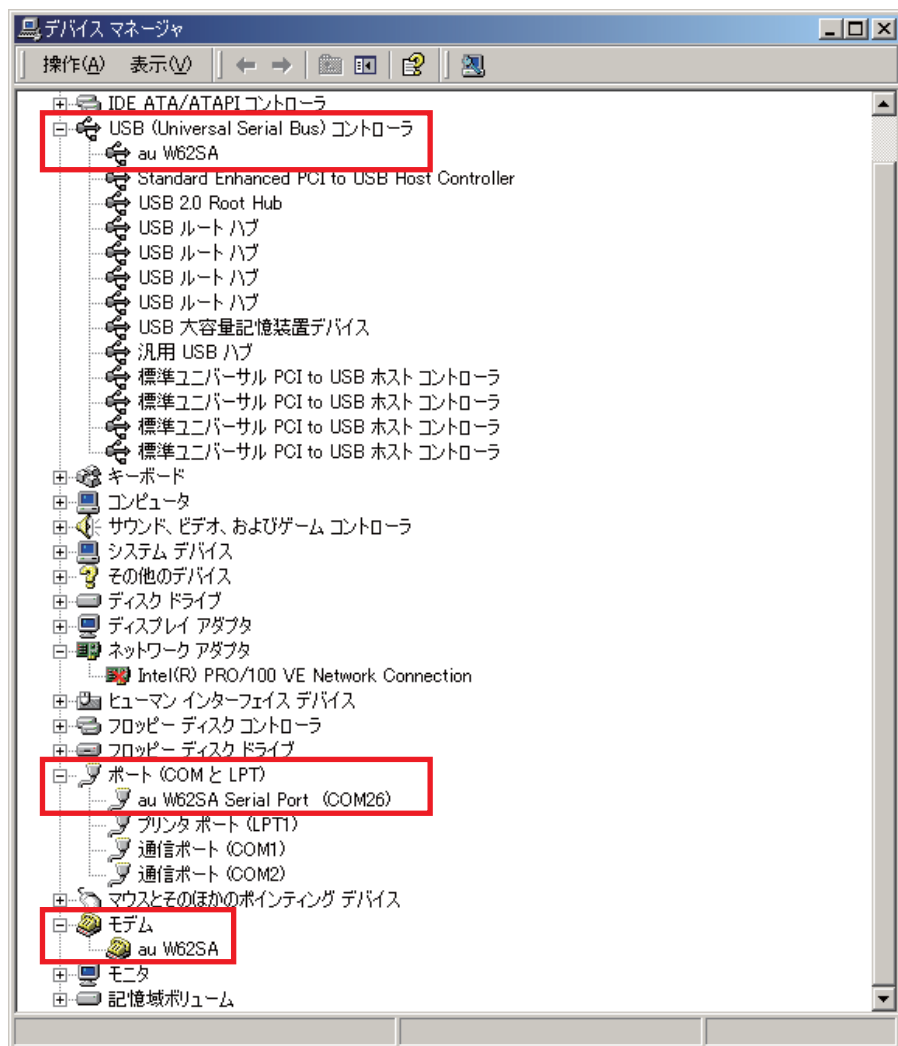 デバイス マネージャ
操作(A) 表示(V)
IDE ATA/ATAPI コントローラ
USB (Universal Serial Bus) コントローラ
au W62SA
Standard Enhanced PCI to USB Host Controller
USB 2.0 Root Hub
USB ルート ハブ
USB ルート ハブ
USB ルート ハブ
USB ルート ハブ
USB 大容量記憶装置デバイス
汎用 USB ハブ
標準ユニバーサル PCI to USB ホスト コントローラ
標準ユニバーサル PCI to USB ホスト コントローラ
標準ユニバーサル PCI to USB ホスト コントローラ
標準ユニバーサル PCI to USB ホスト コントローラ
キーボード
コンピュータ
サウンド、ビデオ、およびゲーム コントローラ
システム デバイス
その他のデバイス
ディスク ドライブ
ディスプレイ アダプタ
ネットワーク アダプタ
Intel(R) PRO/100 VE Network Connection
ヒューマン インターフェイス デバイス
フロッピー ディスク コントローラ
フロッピー ディスク ドライブ
ポート (COM と LPT)
au W62SA Serial Port (COM26)
プリンタ ポート (LPT1)
通信ポート (COM1)
通信ポート (COM2)
マウスとそのほかのポインティング デバイス
モデム
au W62SA
モニタ
記憶域ボリューム